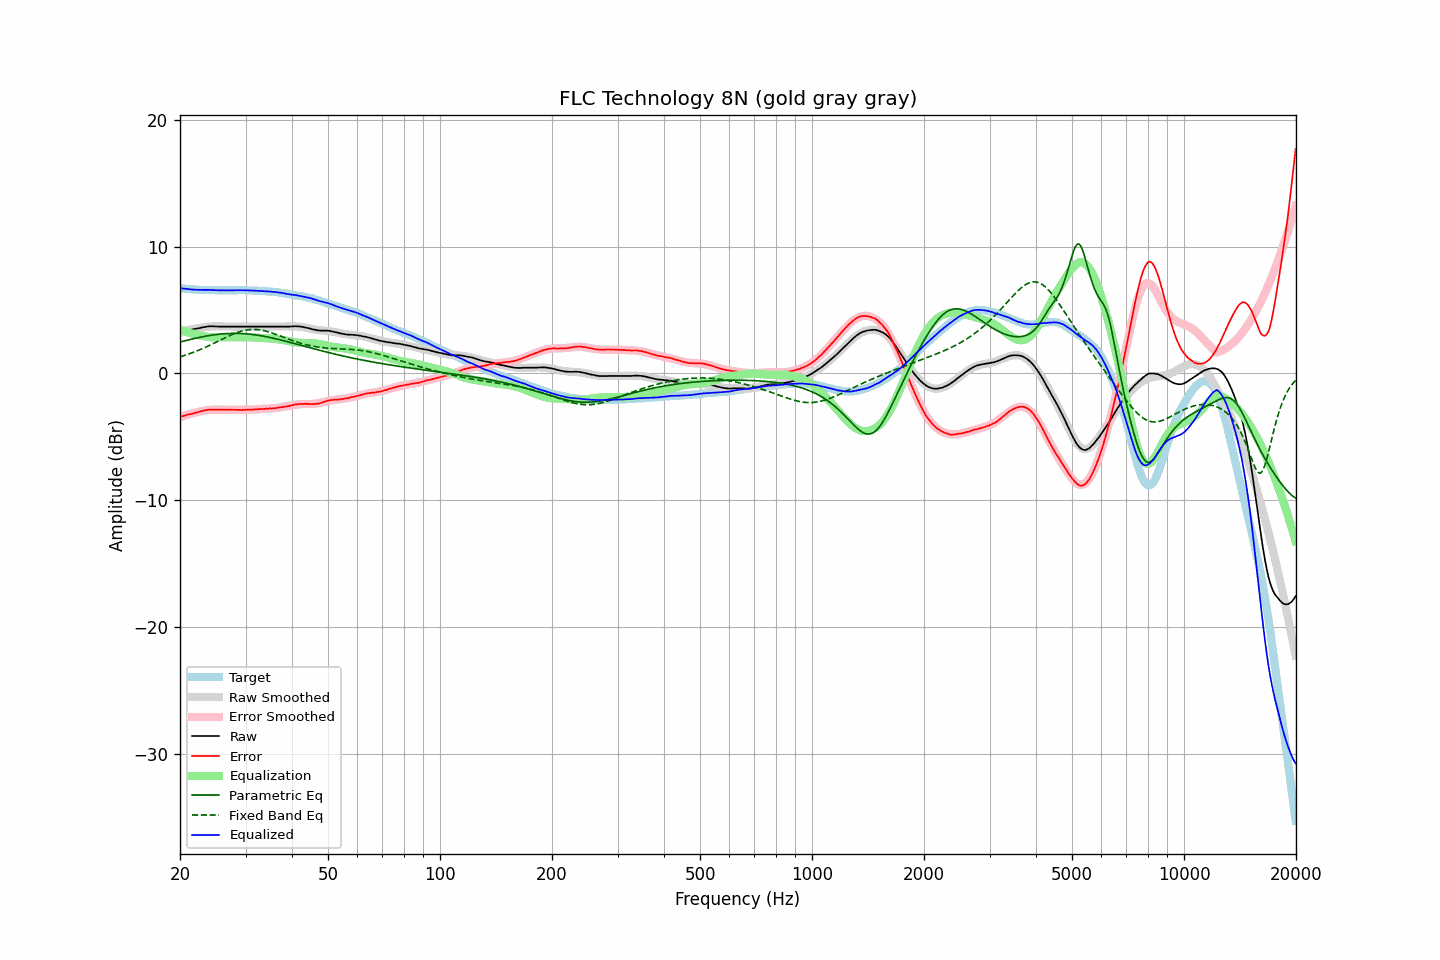 FLC Technology 8N (gold gray gray)
20
10
0
−10
−20
−30
Amplitude (dBr)
Target
Raw Smoothed
Error Smoothed
Raw
Error
Equalization
Parametric Eq
Fixed Band Eq
Equalized
20 50 100 200 500 1000 2000 5000 10000 20000
Frequency (Hz)